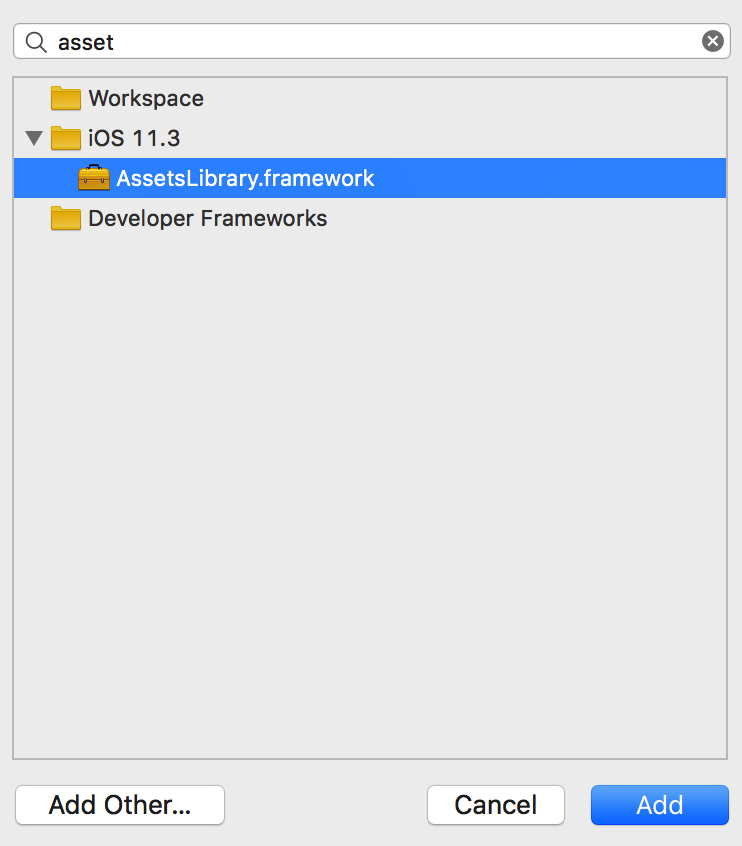 asset
Workspace
iOS 11.3
AssetsLibrary.framework
Developer Frameworks
Add Other...
Cancel
Add